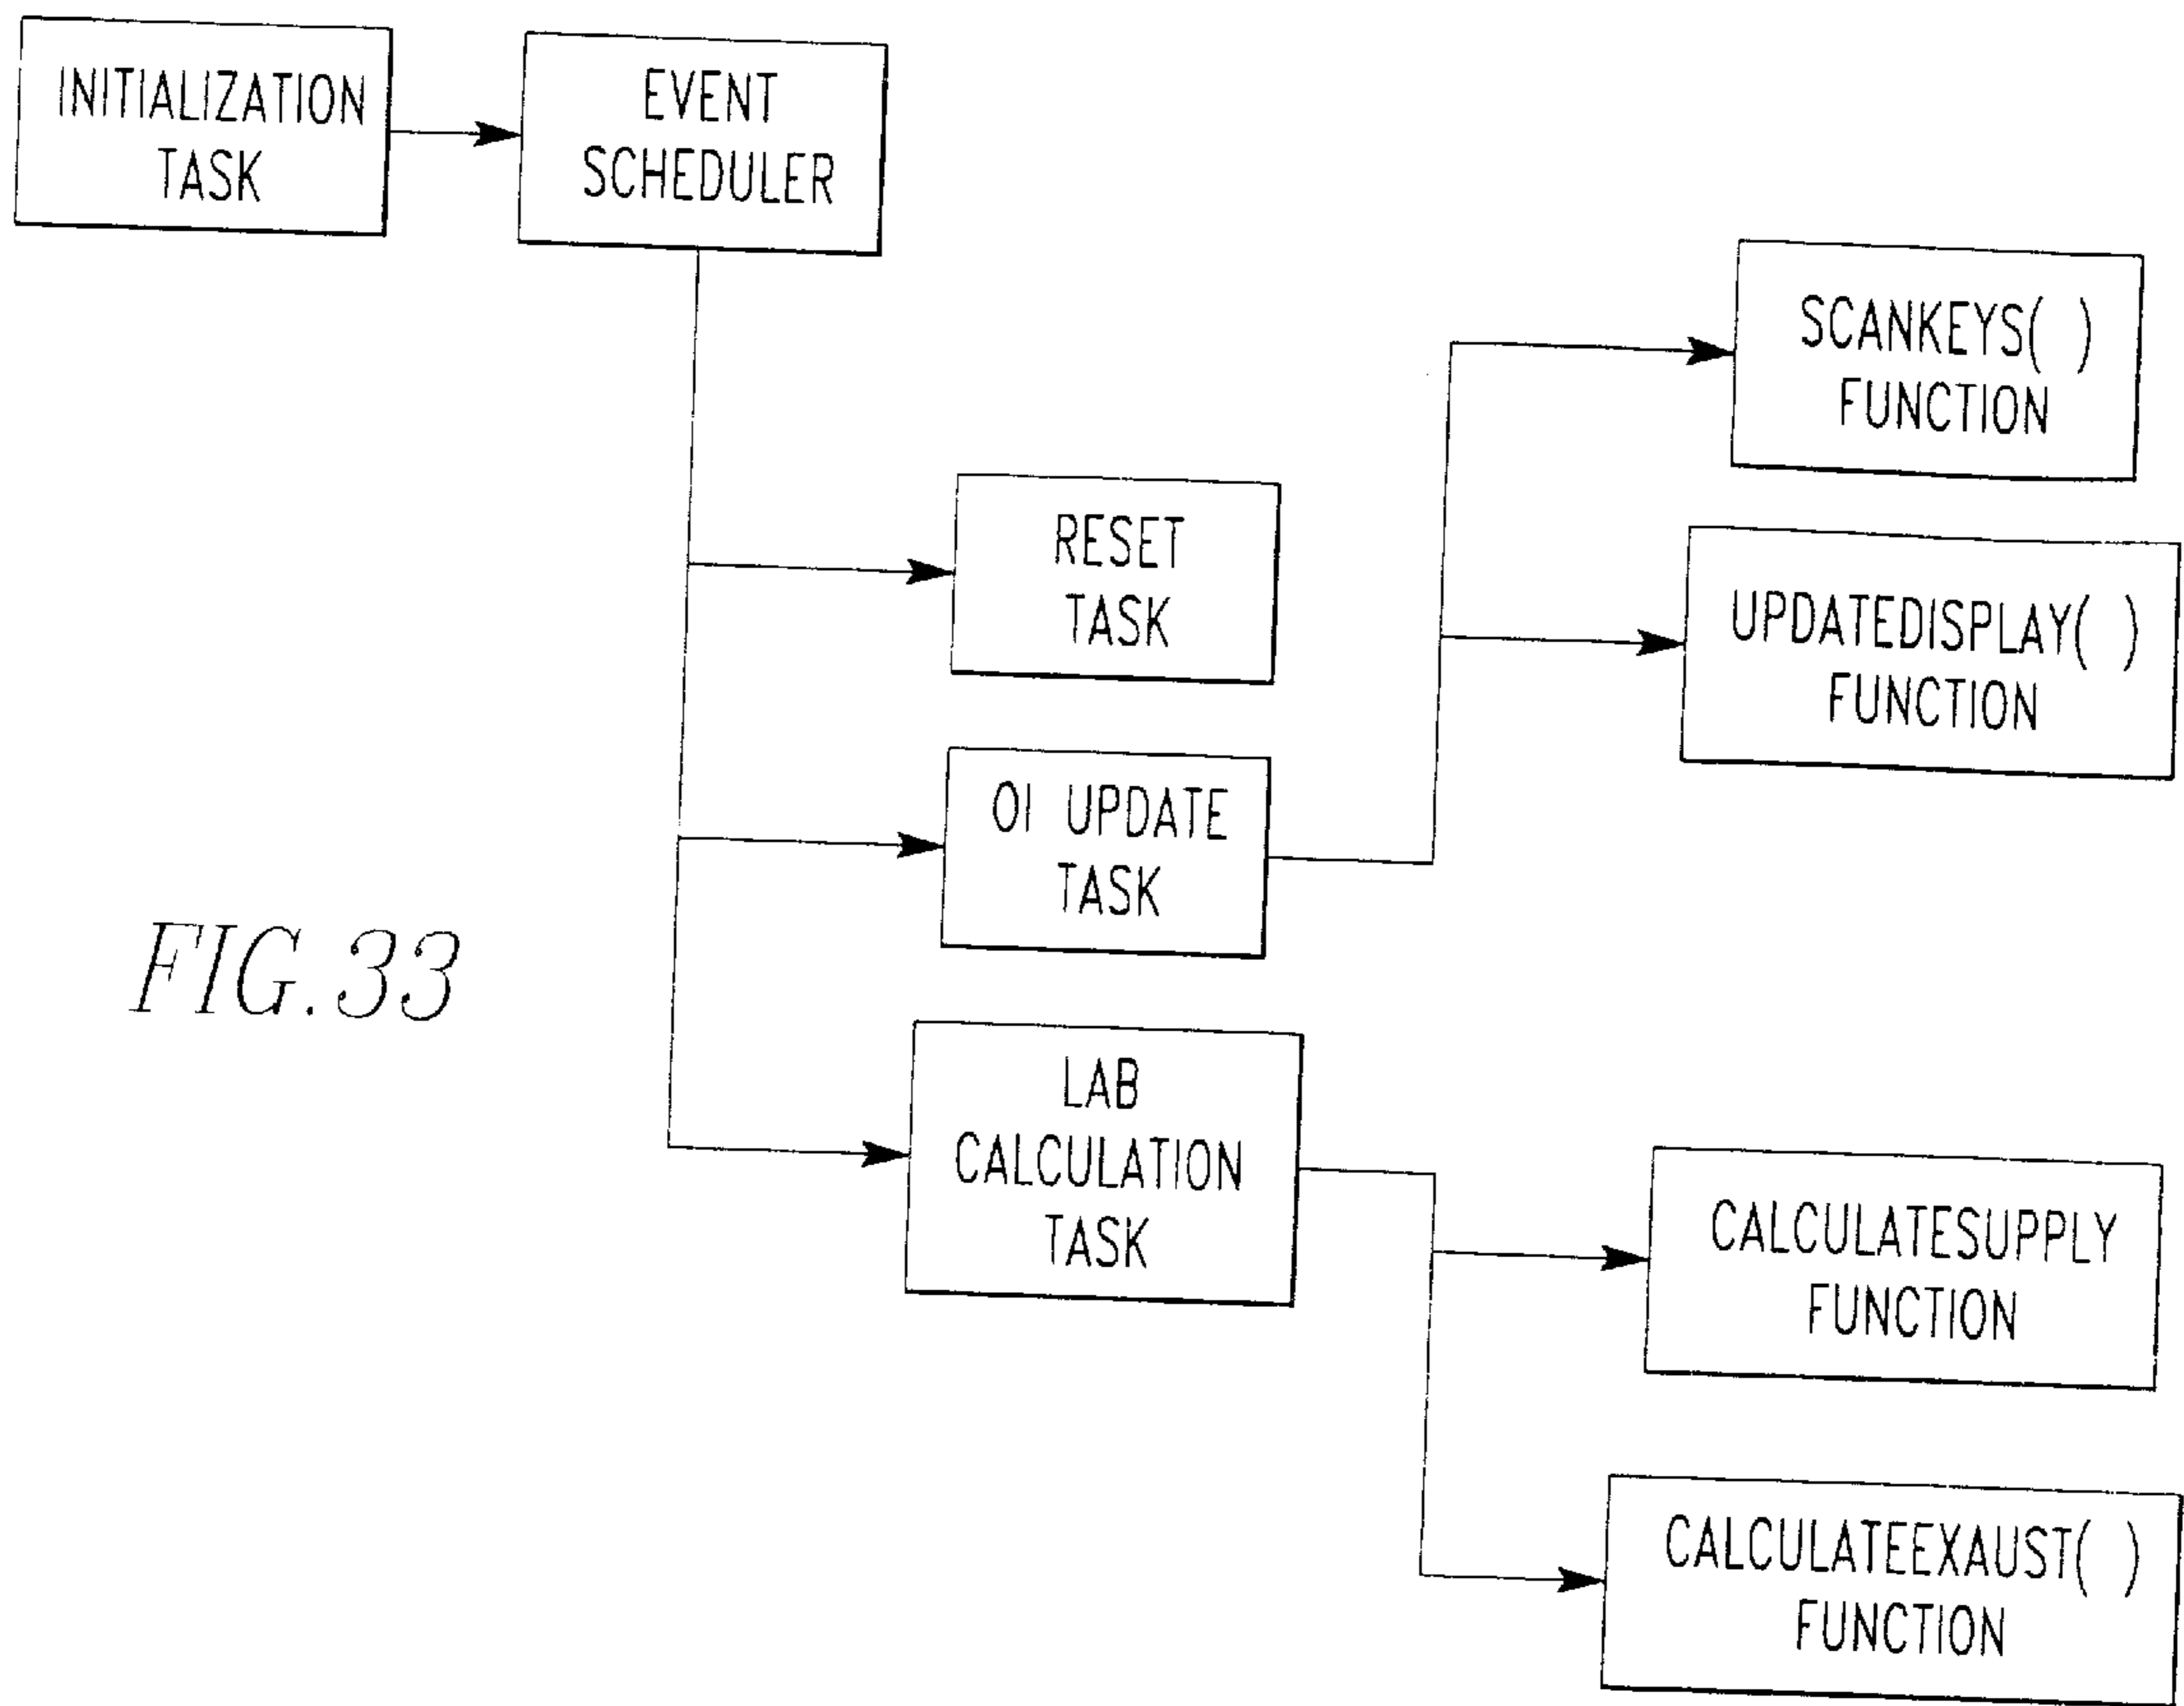 INITIALIZATION
TASK
EVENT
SCHEDULER
SCANKEYS( )
FUNCTION
RESET
TASK
UPDATEDISPLAY( )
FUNCTION
OI UPDATE
TASK
FIG. 33
LAB
CALCULATION
TASK
CALCULATESUPPLY
FUNCTION
CALCULATEEXAUST( )
FUNCTION